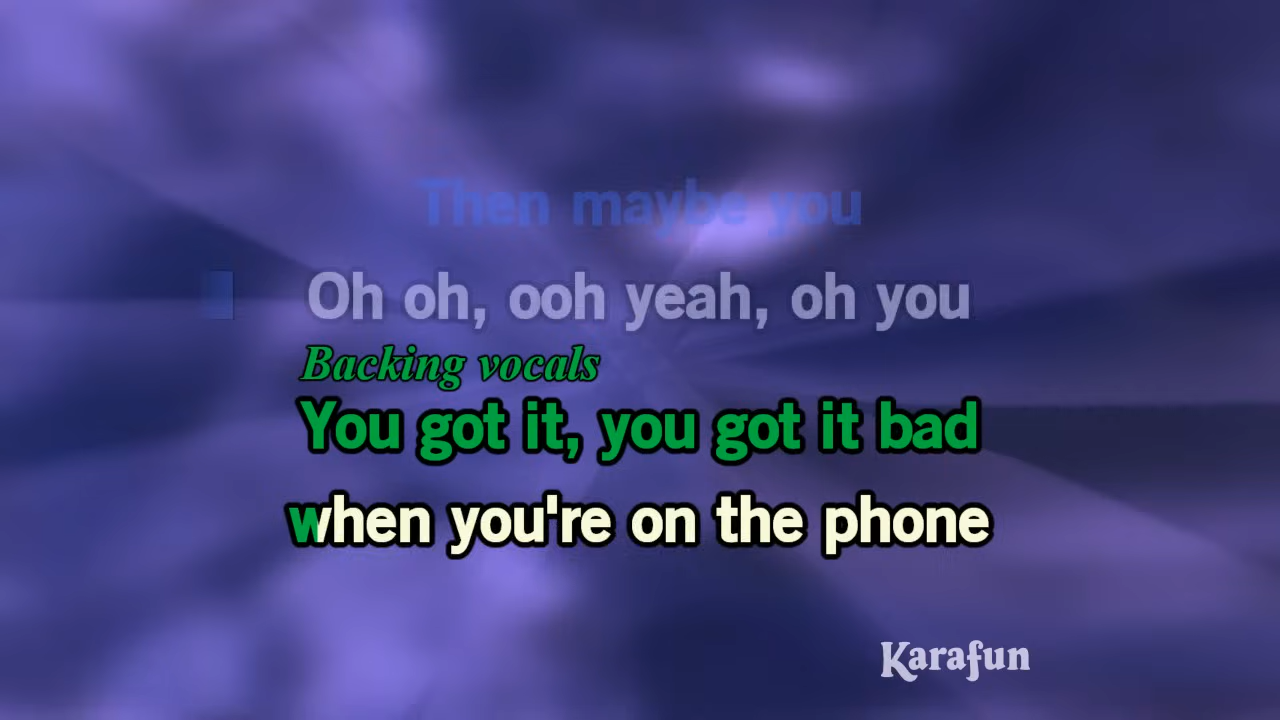 Then maybe you
Oh oh, ooh yeah, oh you
Backing vocals
You got it, you got it bad
when you're on the phone
Karafun